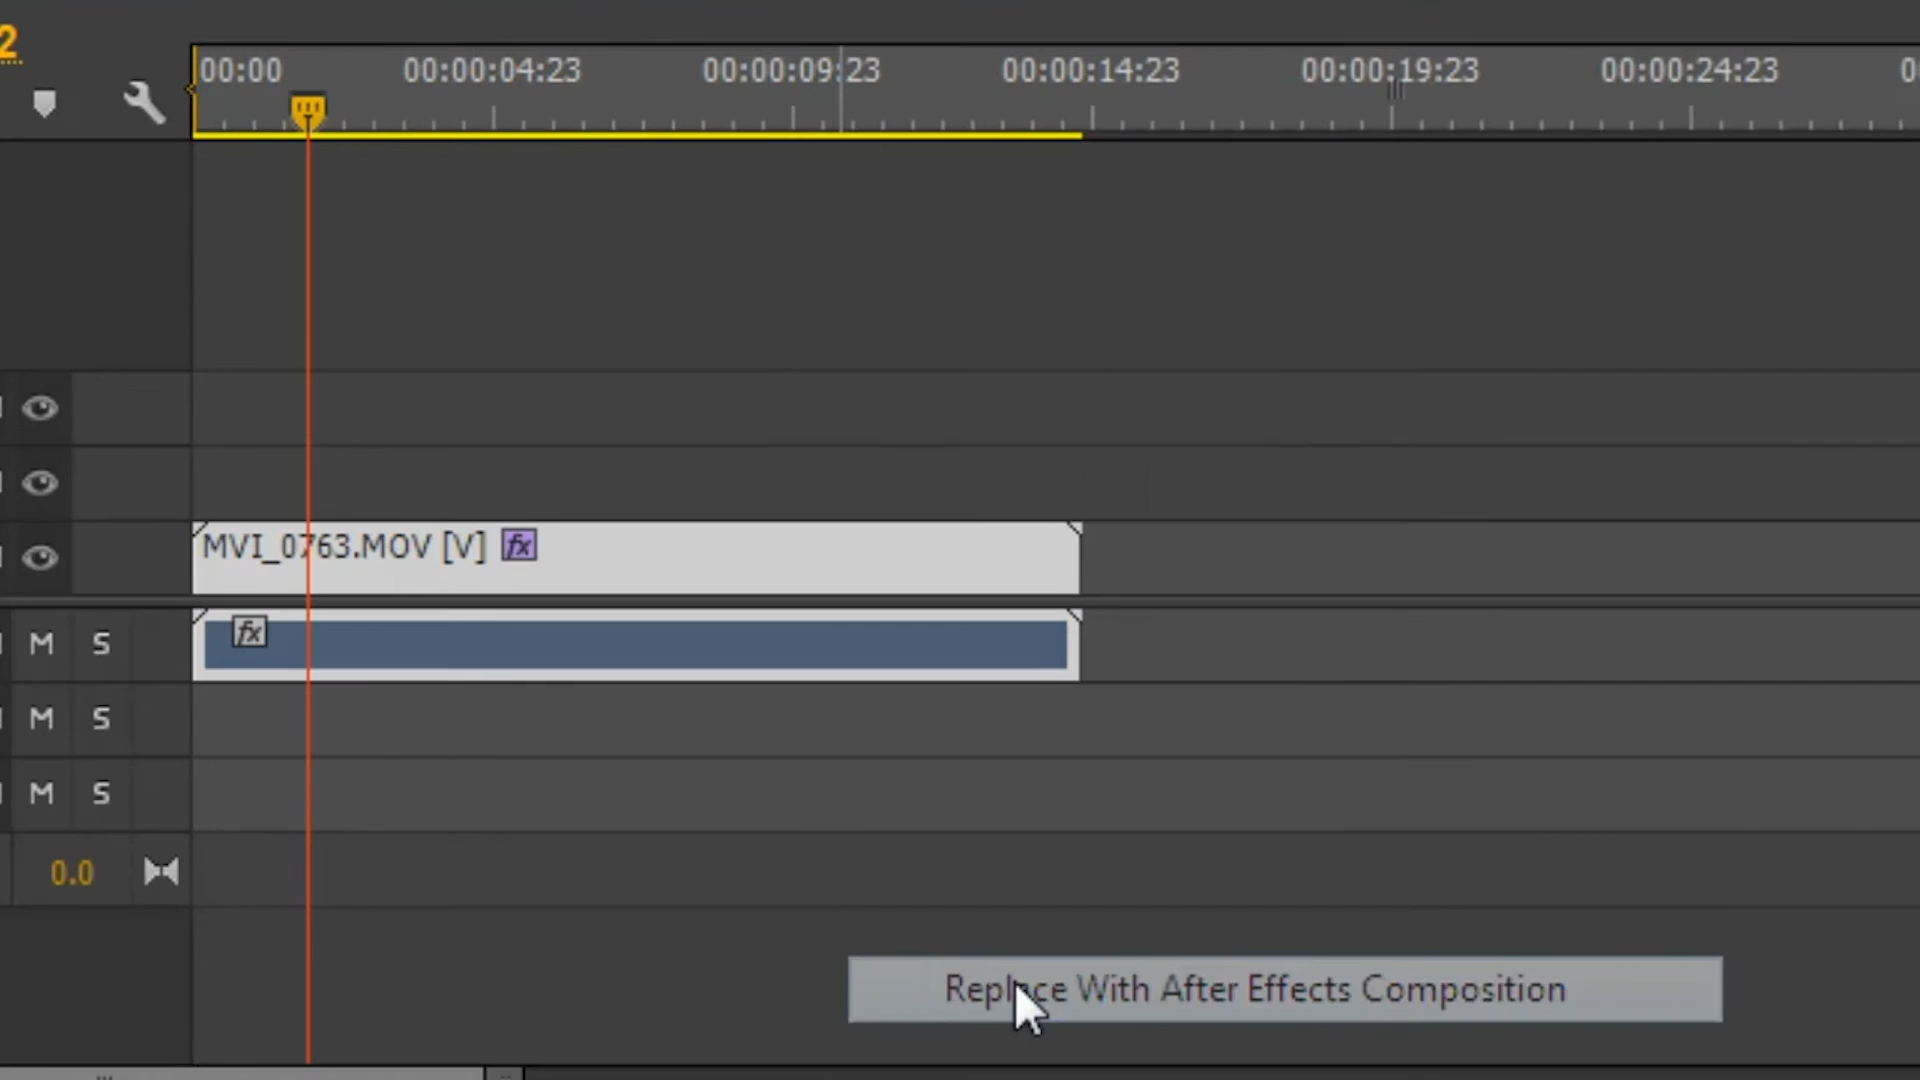 2
00:00 00:00:04:23 00:00:09:23 00:00:14:23 00:00:19:23 00:00:24:23 0
MVI_0763.MOV [V] fx
fx
M S
M S
M S
0.0
Replace With After Effects Composition